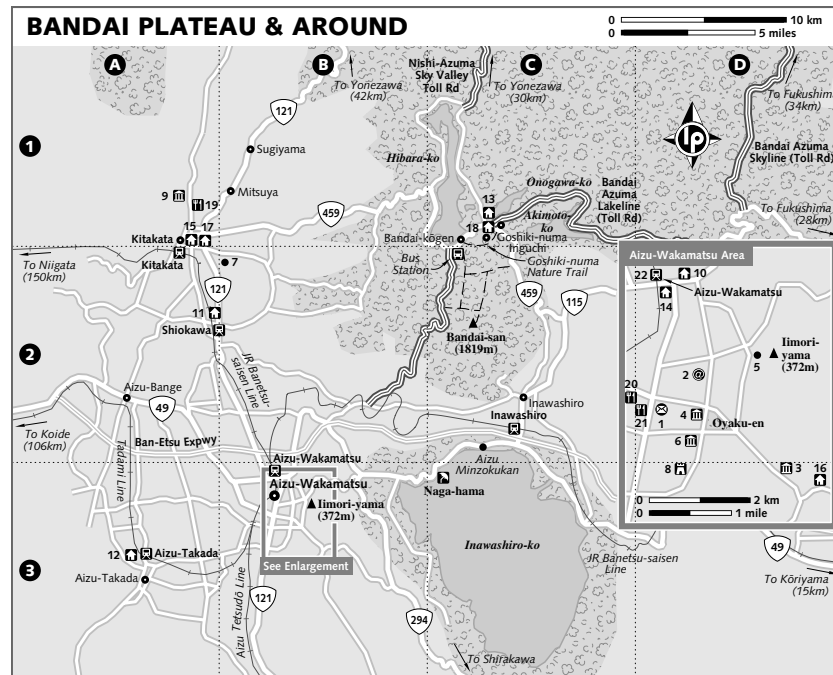 BANDAI PLATEAU & AROUND
0 10 km
0 5 miles
A
B
C
D
1
2
3
To Yonezawa
(42km)
Nishi-Azuma
Sky Valley
Toll Rd
To Yonezawa
(30km)
To Fukushima
(34km)
lp
Bandai Azuma
Skyline (Toll Rd)
To Fukushima
(28km)
121
Sugiyama
Hibara-ko
9
19
Mitsuya
459
13
Onogawa-ko
Bandai
Azuma
Lakeline
(Toll Rd)
Akimoto-
ko
18
15 17
Kitakata
Kitakata
7
Bandai-kōgen
Goshiki-numa
Iriguchi
Bus
Station
Goshiki-numa
Nature Trail
To Niigata
(150km)
121
459
115
11
Shiokawa
Bandai-san
(1819m)
JR Banetsu-
saisen Line
Aizu-Bange
49
To Koide
(106km)
Ban-Etsu Expwy
Tadami Line
Inawashiro
Inawashiro
Aizu
Minzokukan
Aizu-Wakamatsu
Aizu-Wakamatsu
Iimori-yama
(372m)
Naga-hama
See Enlargement
12
Aizu-Takada
Aizu-Takada
Aizu Tetsudō Line
121
294
To Shirakawa
Inawashiro-ko
JR Banetsu-saisen
Line
49
To Kōriyama
(15km)
Aizu-Wakamatsu Area
22
10
Aizu-Wakamatsu
14
Iimori-
yama
(372m)
5
2
20
21
1
4
Oyaku-en
6
8
3
16
0 2 km
0 1 mile